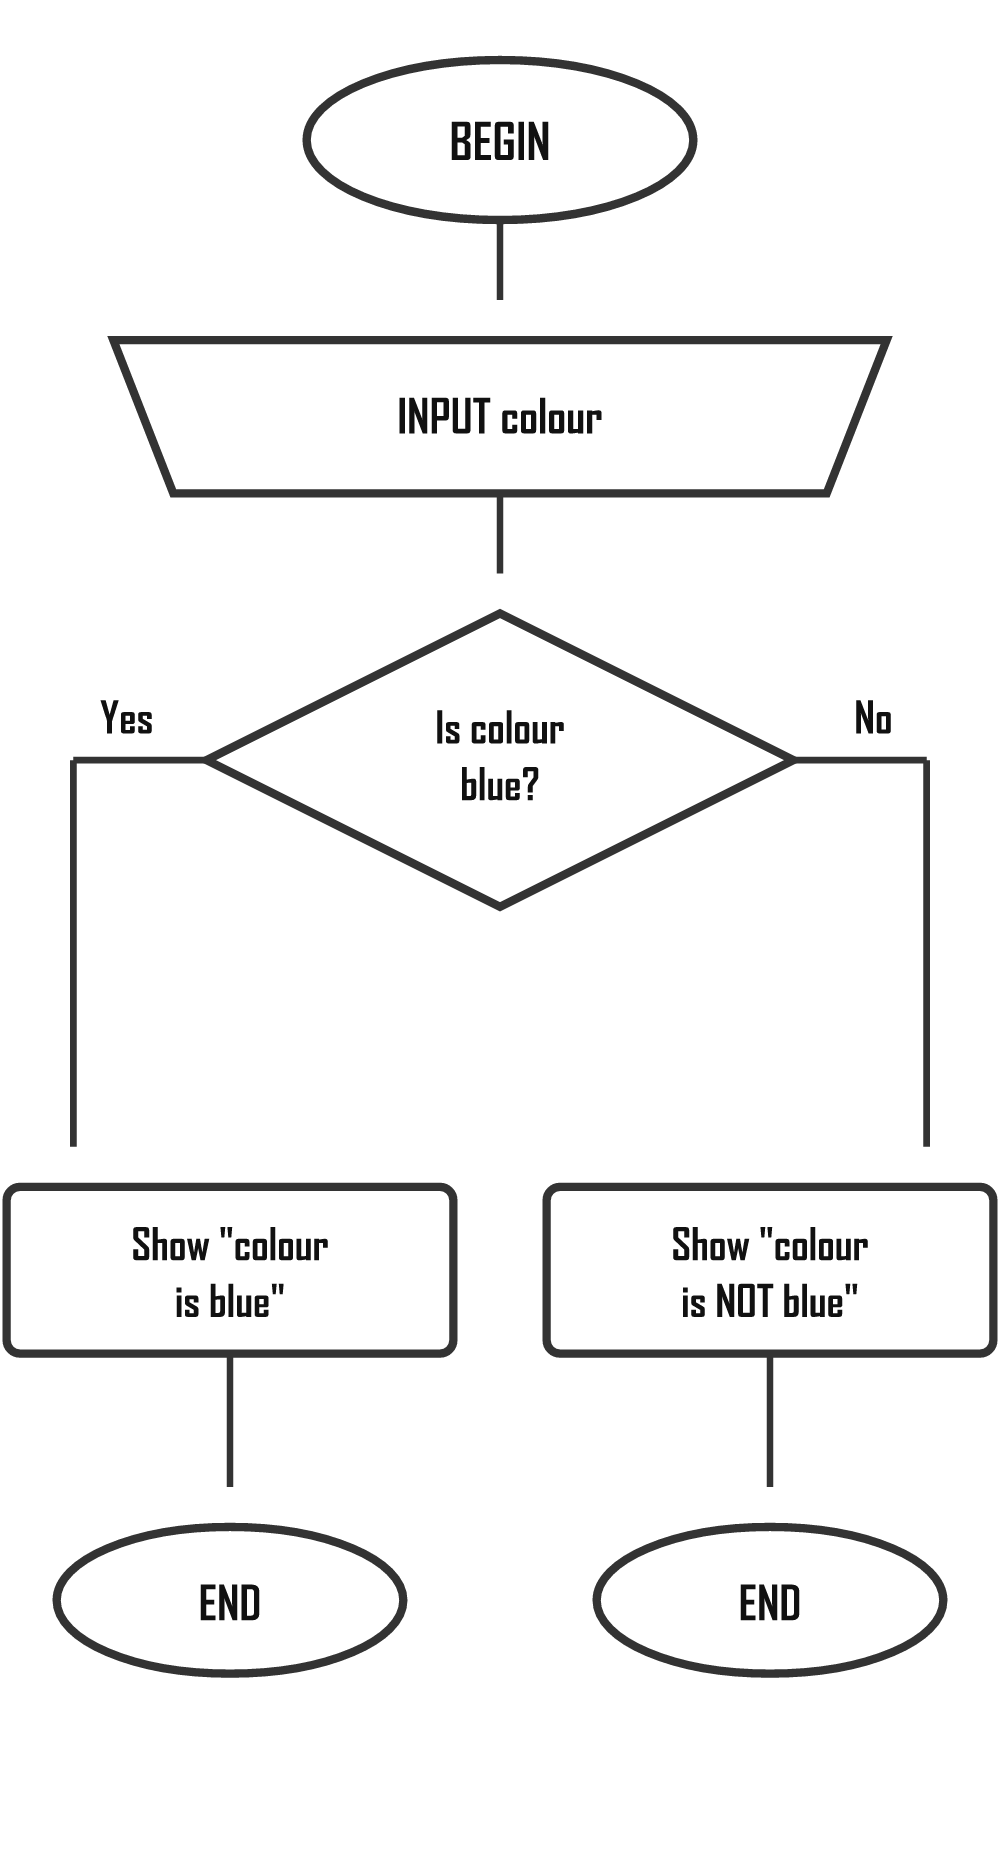 BEGIN
INPUT colour
Is colour
blue?
Yes
No
Show "colour
is blue"
Show "colour
is NOT blue"
END
END